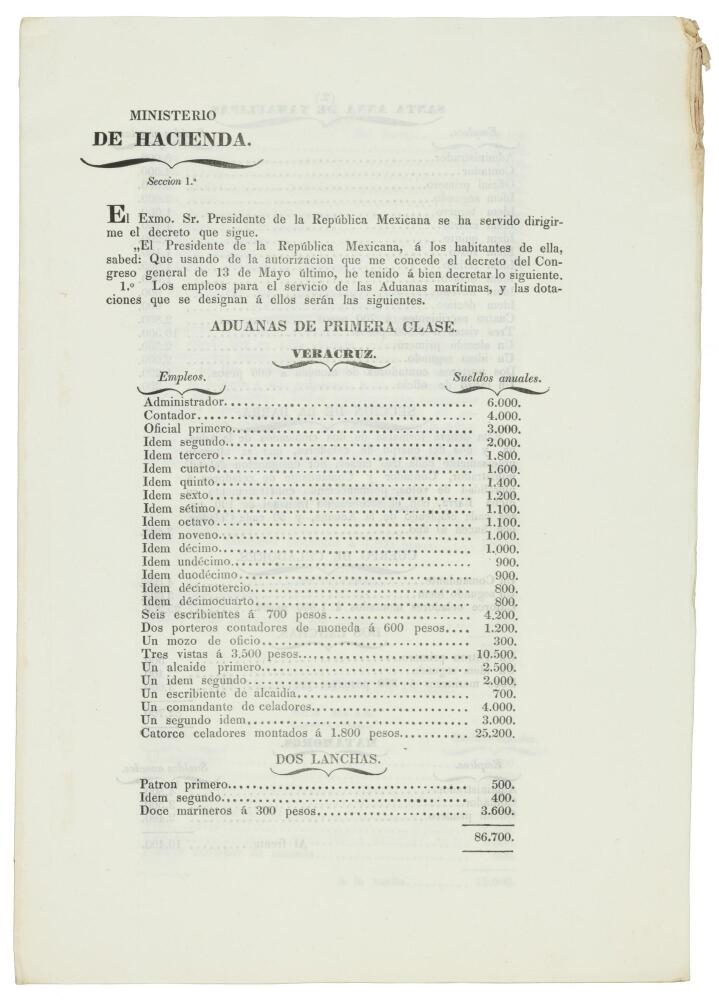 MINISTERIO
DE HACIENDA.
Seccion 1.ª
El Exmo. Sr. Presidente de la República Mexicana se ha servido dirigir-
me el decreto que sigue.
„El Presidente de la República Mexicana, á los habitantes de ella,
sabed: Que usando de la autorizacion que me concede el decreto del Con-
greso general de 13 de Mayo último, he tenido á bien decretar lo siguiente.
1.º Los empleos para el servicio de las Aduanas marítimas, y las dota-
ciones que se designan á ellos serán las siguientes.
ADUANAS DE PRIMERA CLASE.
VERACRUZ.
Empleos. Sueldos anuales.
Administrador. 6.000.
Contador. 4.000.
Oficial primero. 3.000.
Idem segundo. 2.000.
Idem tercero 1.800.
Idem cuarto 1.600.
Idem quinto 1.400.
Idem sexto 1.200.
Idem sétimo 1.100.
Idem octavo 1.100.
Idem noveno. 1.000.
Idem décimo. 1.000.
Idem undécimo 900.
Idem duodécimo 900.
Idem décimotercio. 800.
Idem décimocuarto. 800.
Seis escribientes á 700 pesos. 4.200.
Dos porteros contadores de moneda á 600 pesos. 1.200.
Un mozo de oficio. 300.
Tres vistas á 3.500 pesos. 10.500.
Un alcaide primero. 2.500.
Un idem segundo. 2,000.
Un escribiente de alcaidía. 700.
Un comandante de celadores. 4.000.
Un segundo idem. 3.000.
Catorce celadores montados á 1.800 pesos. 25.200.
DOS LANCHAS.
Patron primero. 500.
Idem segundo. 400.
Doce marineros á 300 pesos. 3.600.
86.700.